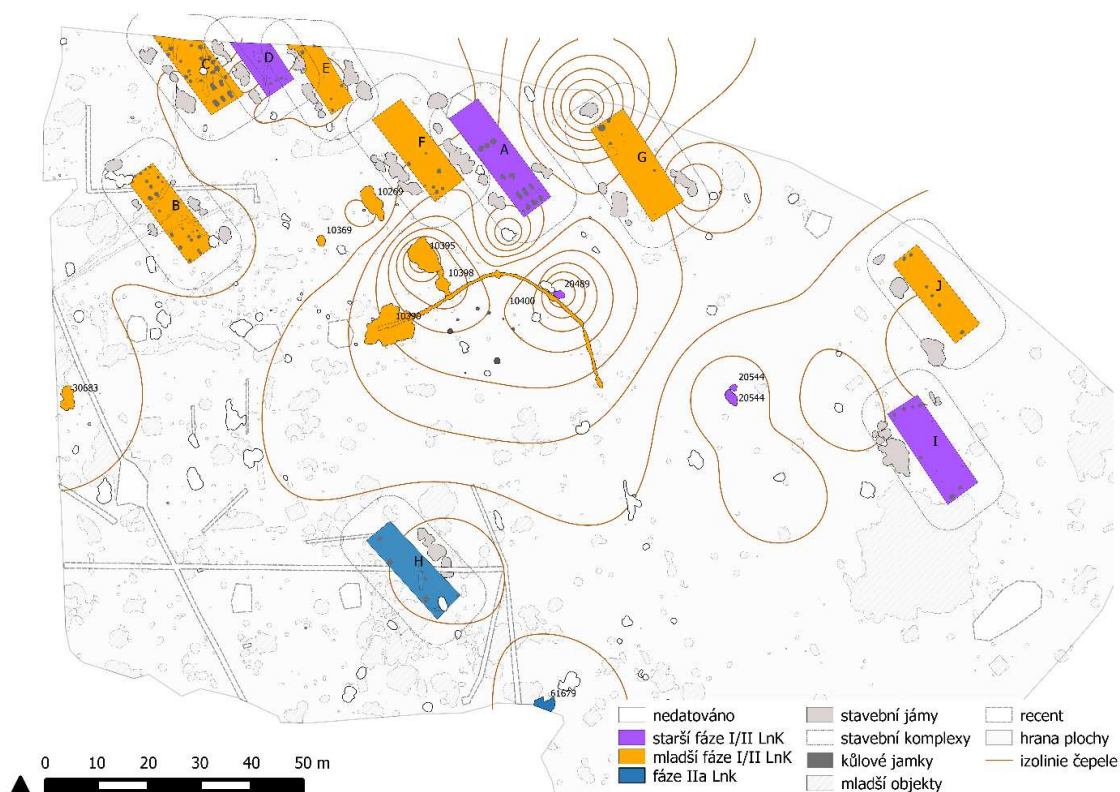 C
D
E
F
A
G
B
10269
10369
10395
10398
10400
20489
10399
J
30683
20544
20544
I
H
61679
nedatováno
starší fáze I/II LnK
mladší fáze I/II LnK
fáze IIa Lnk
stavební jámy
stavební komplexy
kůlové jamky
mladší objekty
recent
hrana plochy
izolinie čepele
0 10 20 30 40 50 m